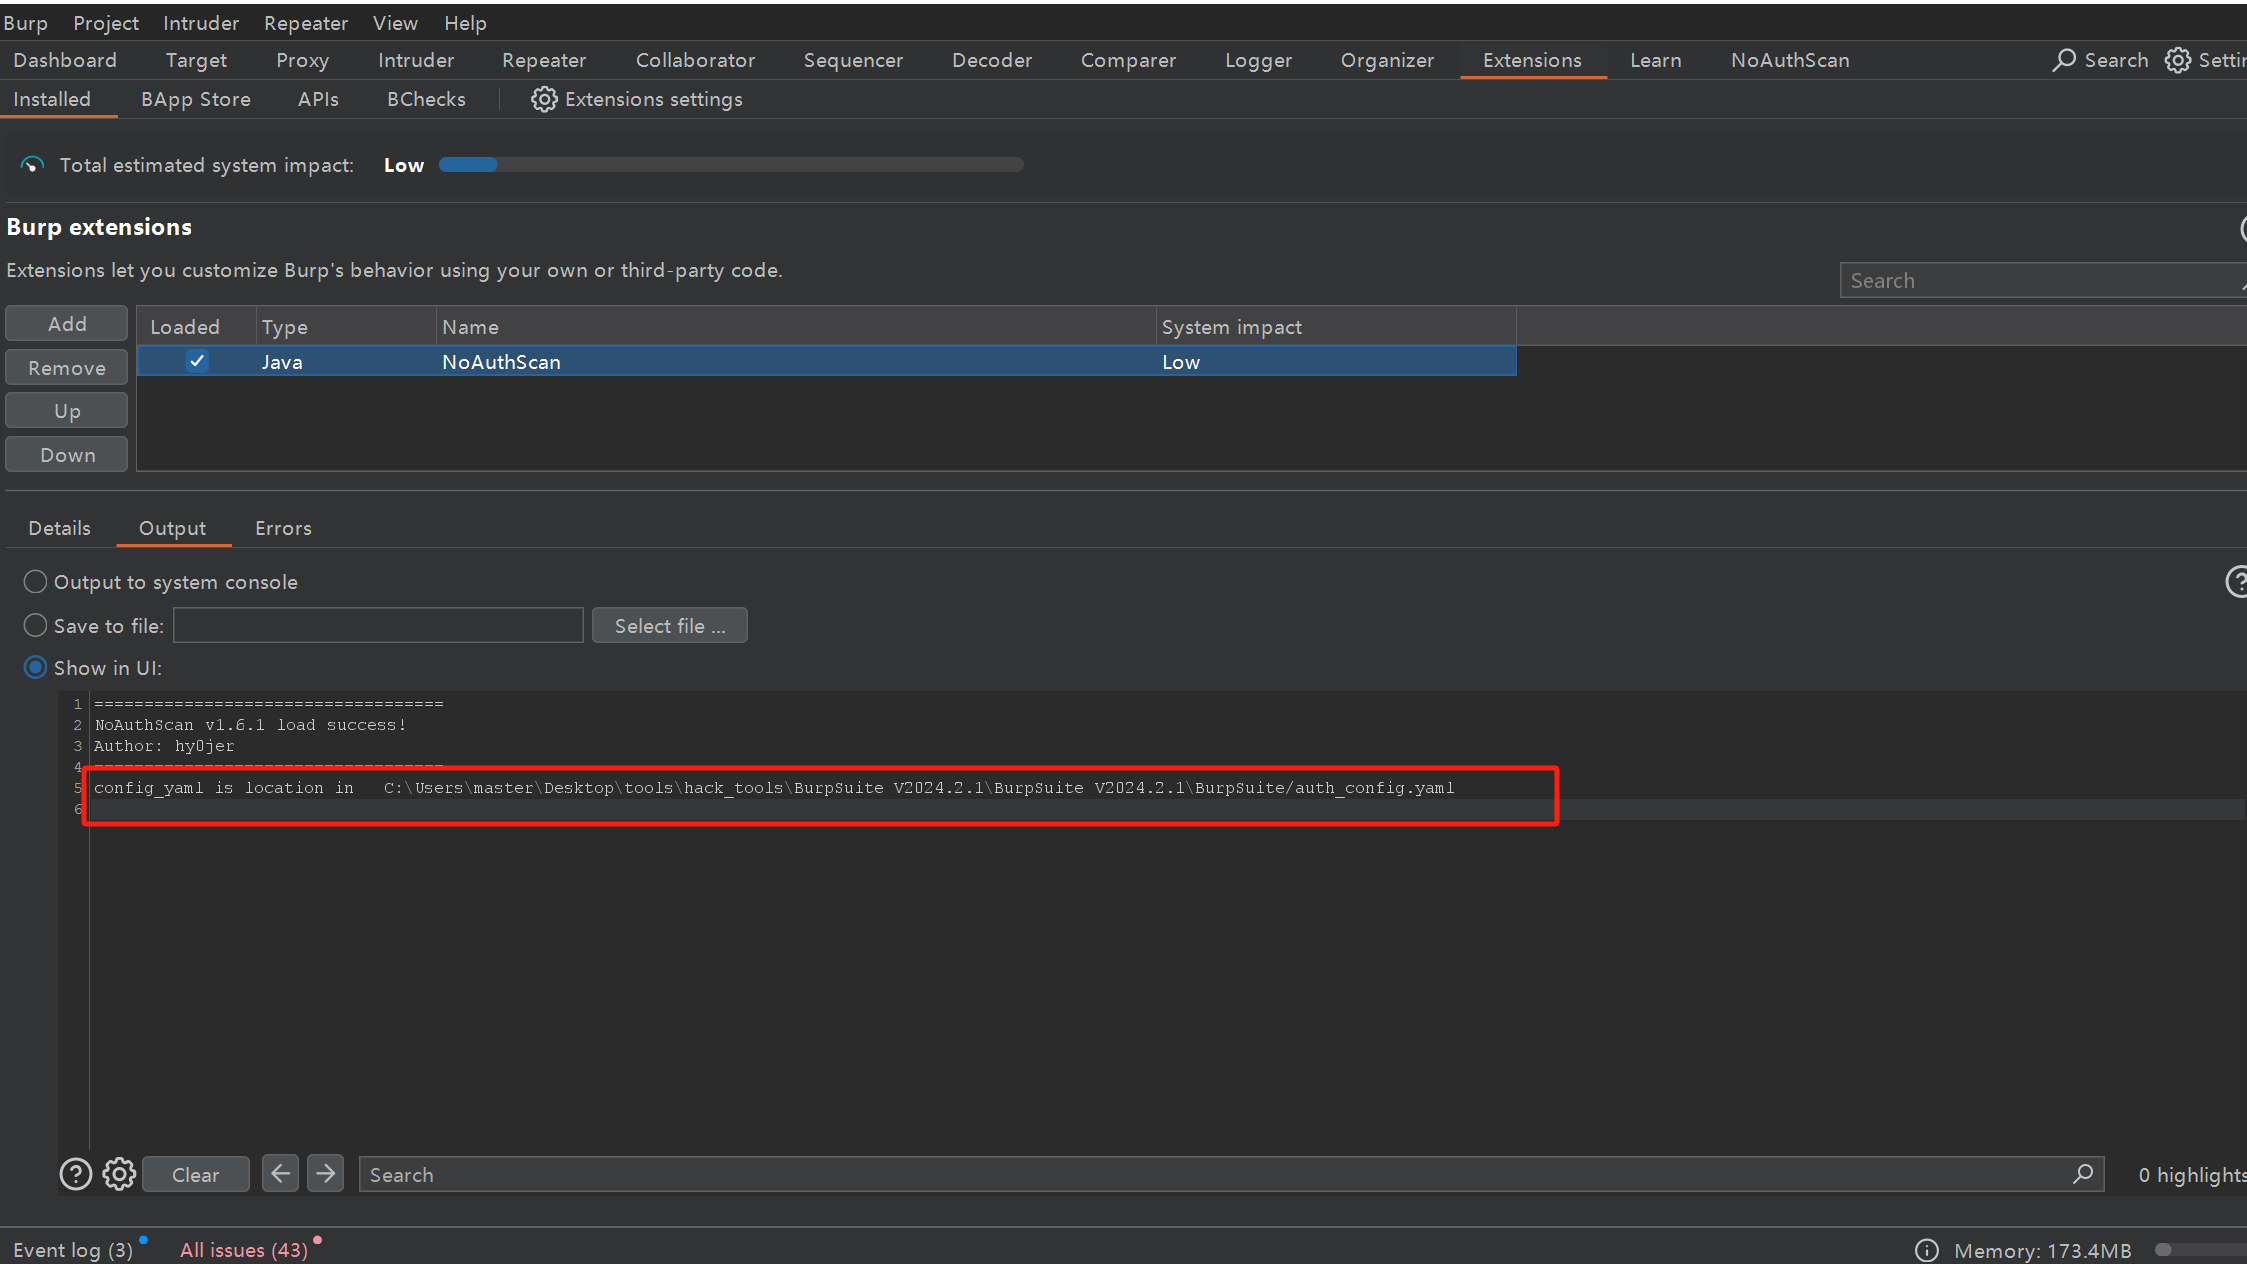 Burp Project Intruder Repeater View Help
Dashboard Target Proxy Intruder Repeater Collaborator Sequencer Decoder Comparer Logger Organizer Extensions Learn NoAuthScan Search Settin
Installed BApp Store APIs BChecks Extensions settings
Total estimated system impact: Low
Burp extensions
Extensions let you customize Burp's behavior using your own or third-party code.
Search
Add
Remove
Up
Down
Loaded Type Name System impact
Java NoAuthScan Low
Details Output Errors
Output to system console
Save to file: Select file ...
Show in UI:
1 ===================================
2 NoAuthScan v1.6.1 load success!
3 Author: hy0jer
4 ===================================
5 config_yaml is location in   C:\Users\master\Desktop\tools\hack_tools\BurpSuite V2024.2.1\BurpSuite V2024.2.1\BurpSuite/auth_config.yaml
6
Clear Search 0 highlights
Event log (3) All issues (43) Memory: 173.4MB